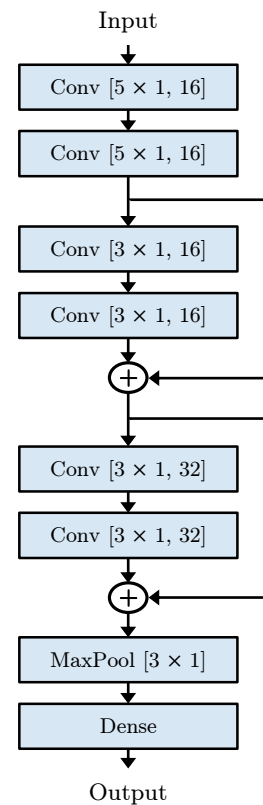 Input
Conv [5 × 1, 16]
Conv [5 × 1, 16]
Conv [3 × 1, 16]
Conv [3 × 1, 16]
+
Conv [3 × 1, 32]
Conv [3 × 1, 32]
+
MaxPool [3 × 1]
Dense
Output